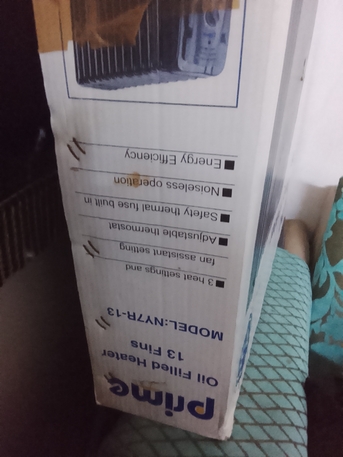 prime
Oil Filled Heater
13 Fins
MODEL:NY7R-13
■ 3 heat settings and
fan assistant setting
■ Adjustable thermostat
■ Safety thermal fuse built in
■ Noiseless operation
■ Energy Efficiency